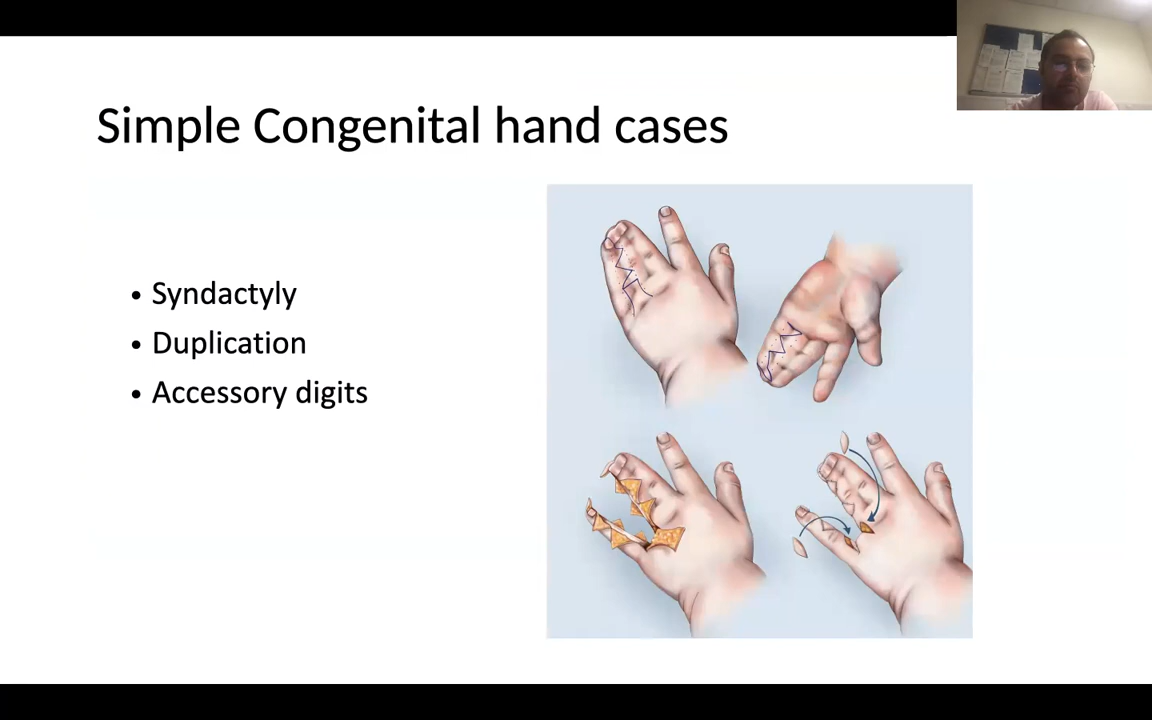 Simple Congenital hand cases
• Syndactyly
• Duplication
• Accessory digits